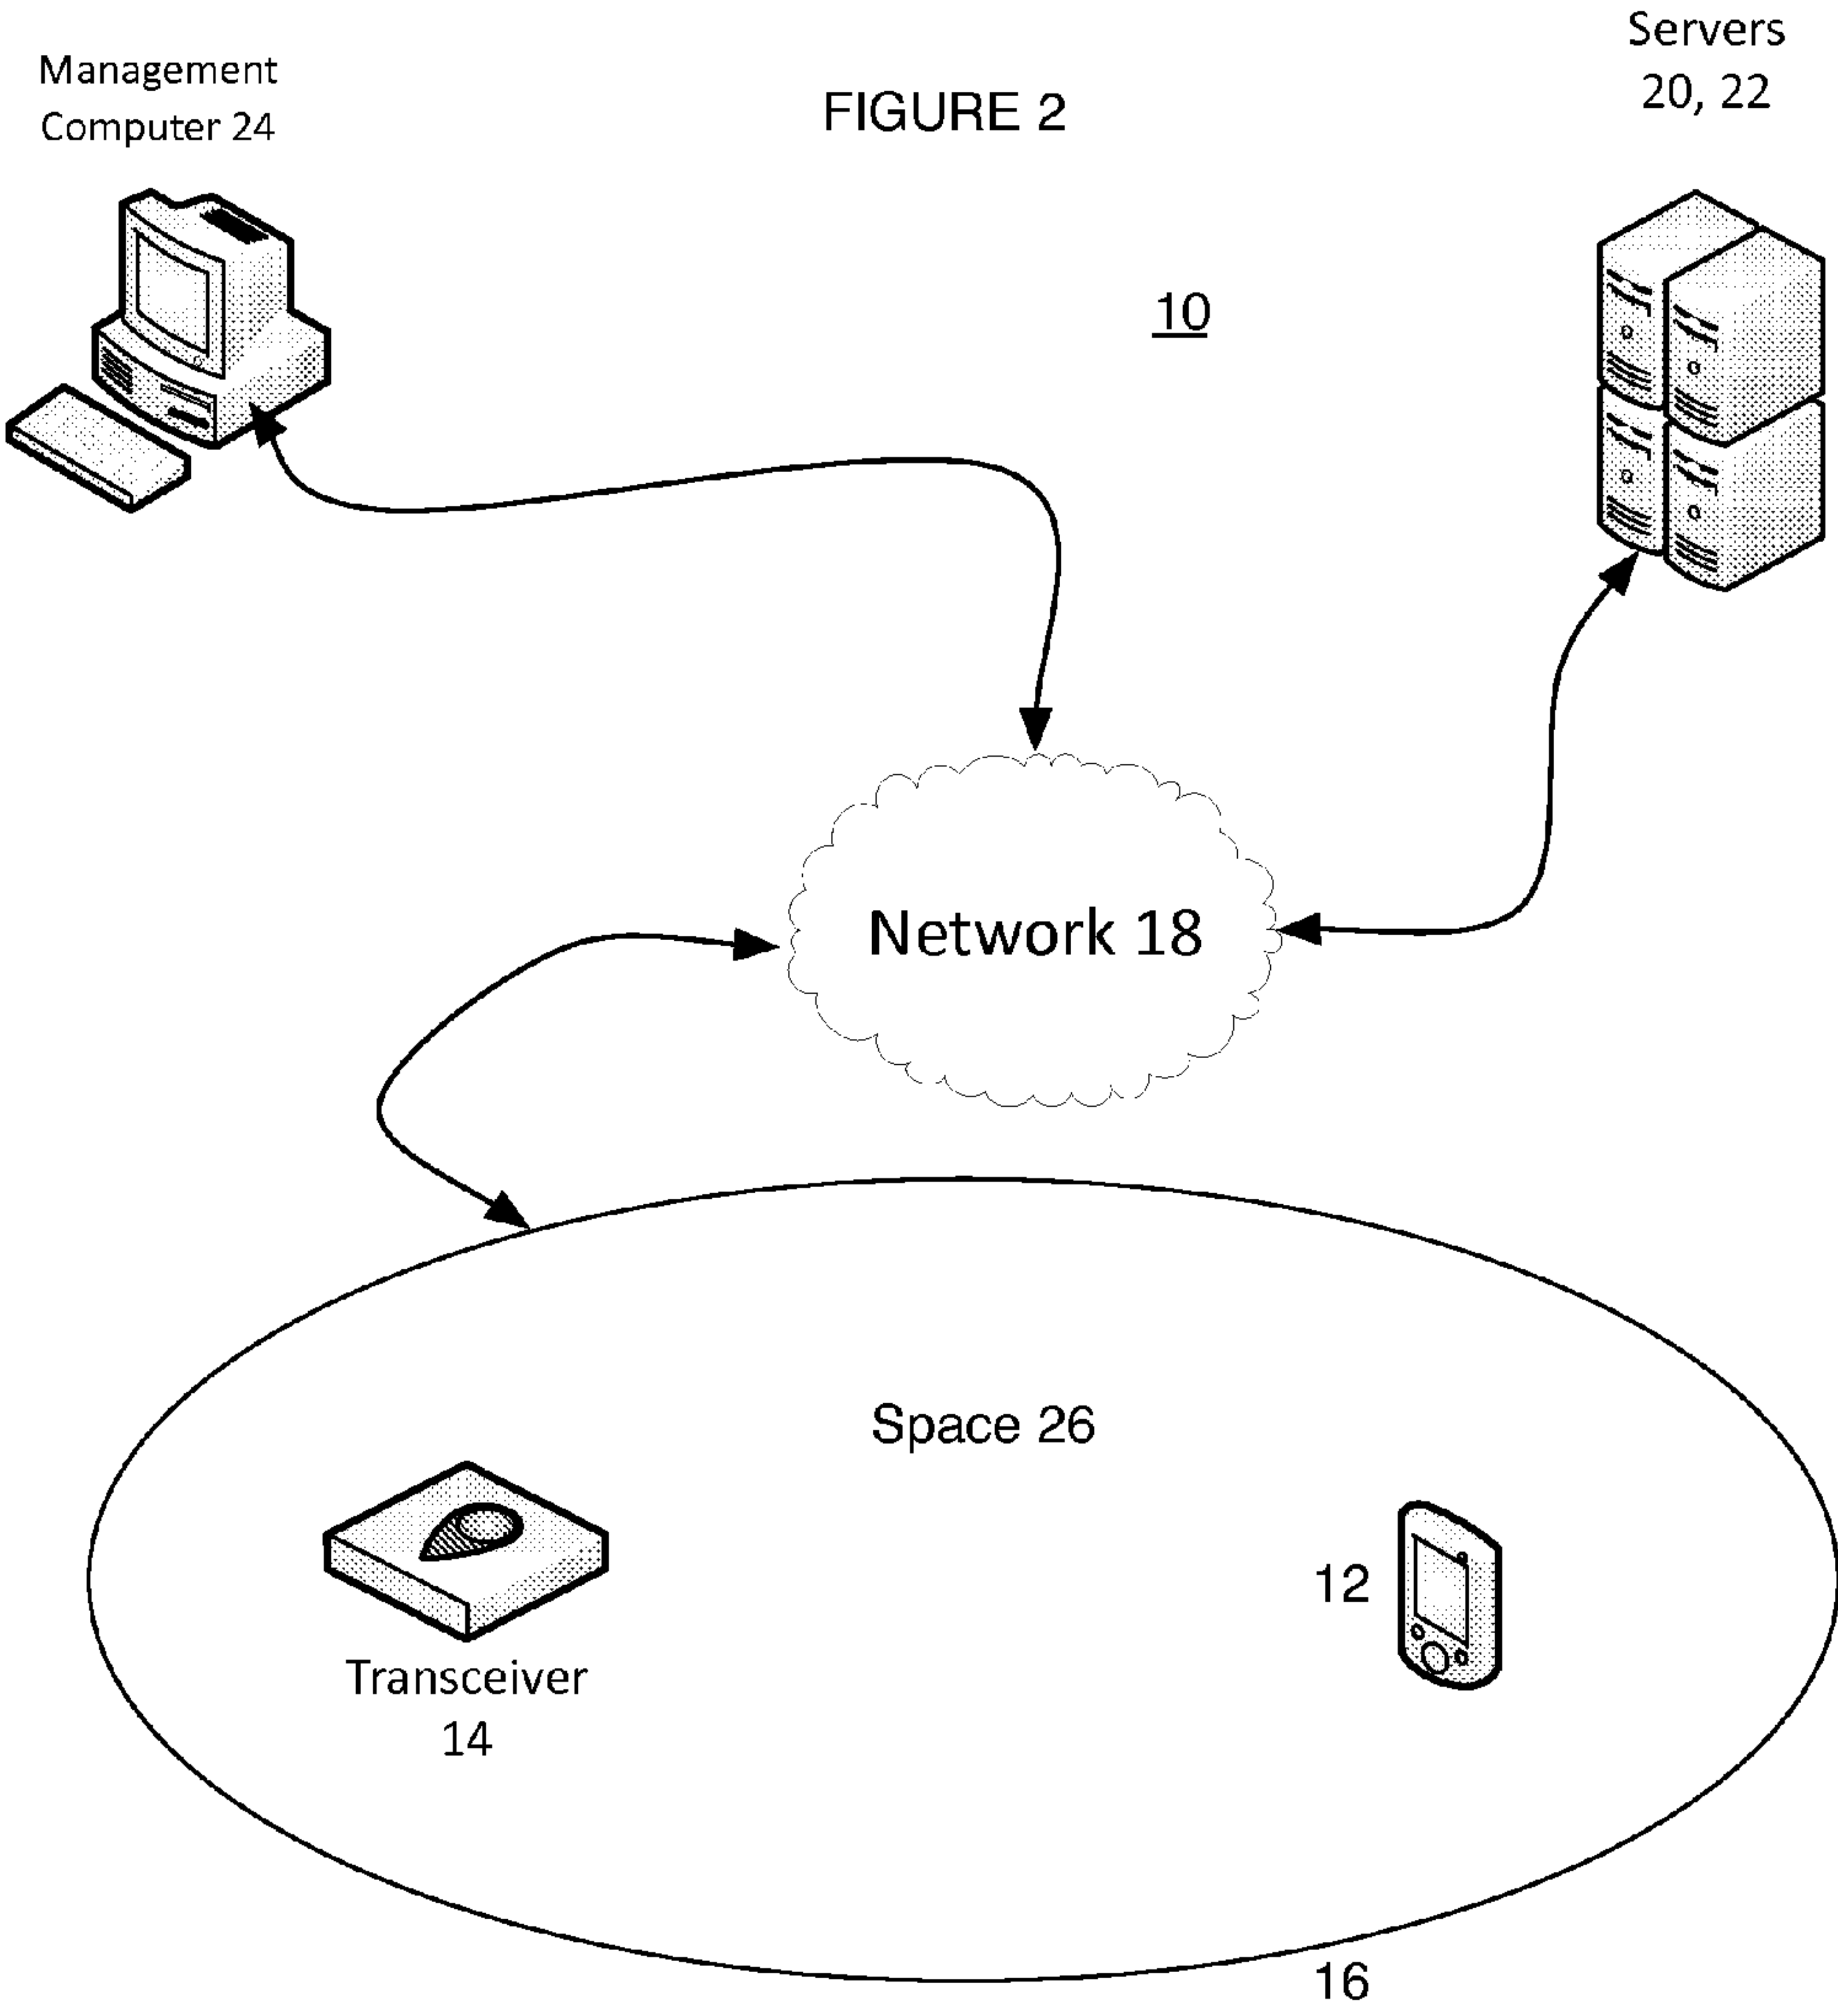 Management
Computer 24
FIGURE 2
Servers
20, 22
10
Network 18
Space 26
12
Transceiver
14
16